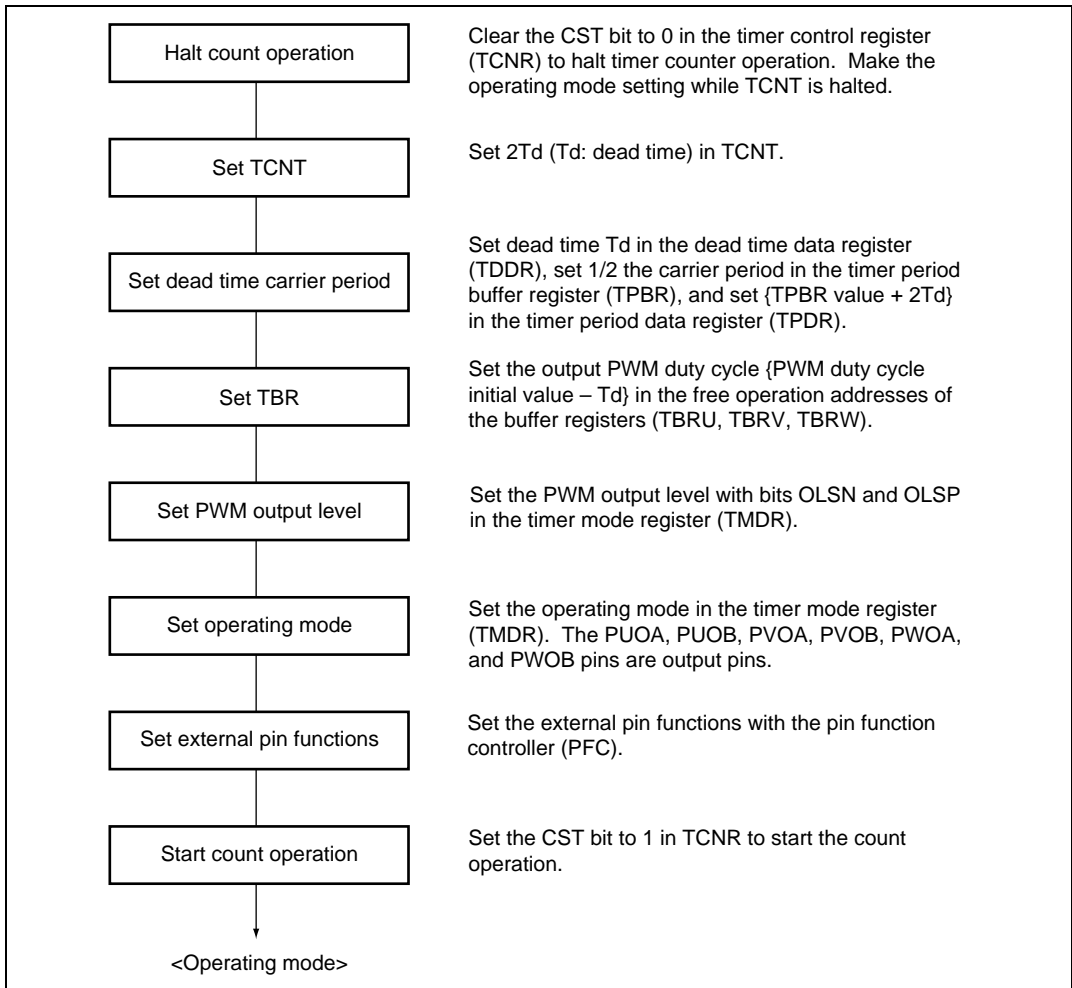 Halt count operation
Clear the CST bit to 0 in the timer control register
(TCNR) to halt timer counter operation.  Make the
operating mode setting while TCNT is halted.
Set TCNT
Set 2Td (Td: dead time) in TCNT.
Set dead time carrier period
Set dead time Td in the dead time data register
(TDDR), set 1/2 the carrier period in the timer period
buffer register (TPBR), and set {TPBR value + 2Td}
in the timer period data register (TPDR).
Set TBR
Set the output PWM duty cycle {PWM duty cycle
initial value – Td} in the free operation addresses of
the buffer registers (TBRU, TBRV, TBRW).
Set PWM output level
Set the PWM output level with bits OLSN and OLSP
in the timer mode register (TMDR).
Set operating mode
Set the operating mode in the timer mode register
(TMDR).  The PUOA, PUOB, PVOA, PVOB, PWOA,
and PWOB pins are output pins.
Set external pin functions
Set the external pin functions with the pin function
controller (PFC).
Start count operation
Set the CST bit to 1 in TCNR to start the count
operation.
<Operating mode>